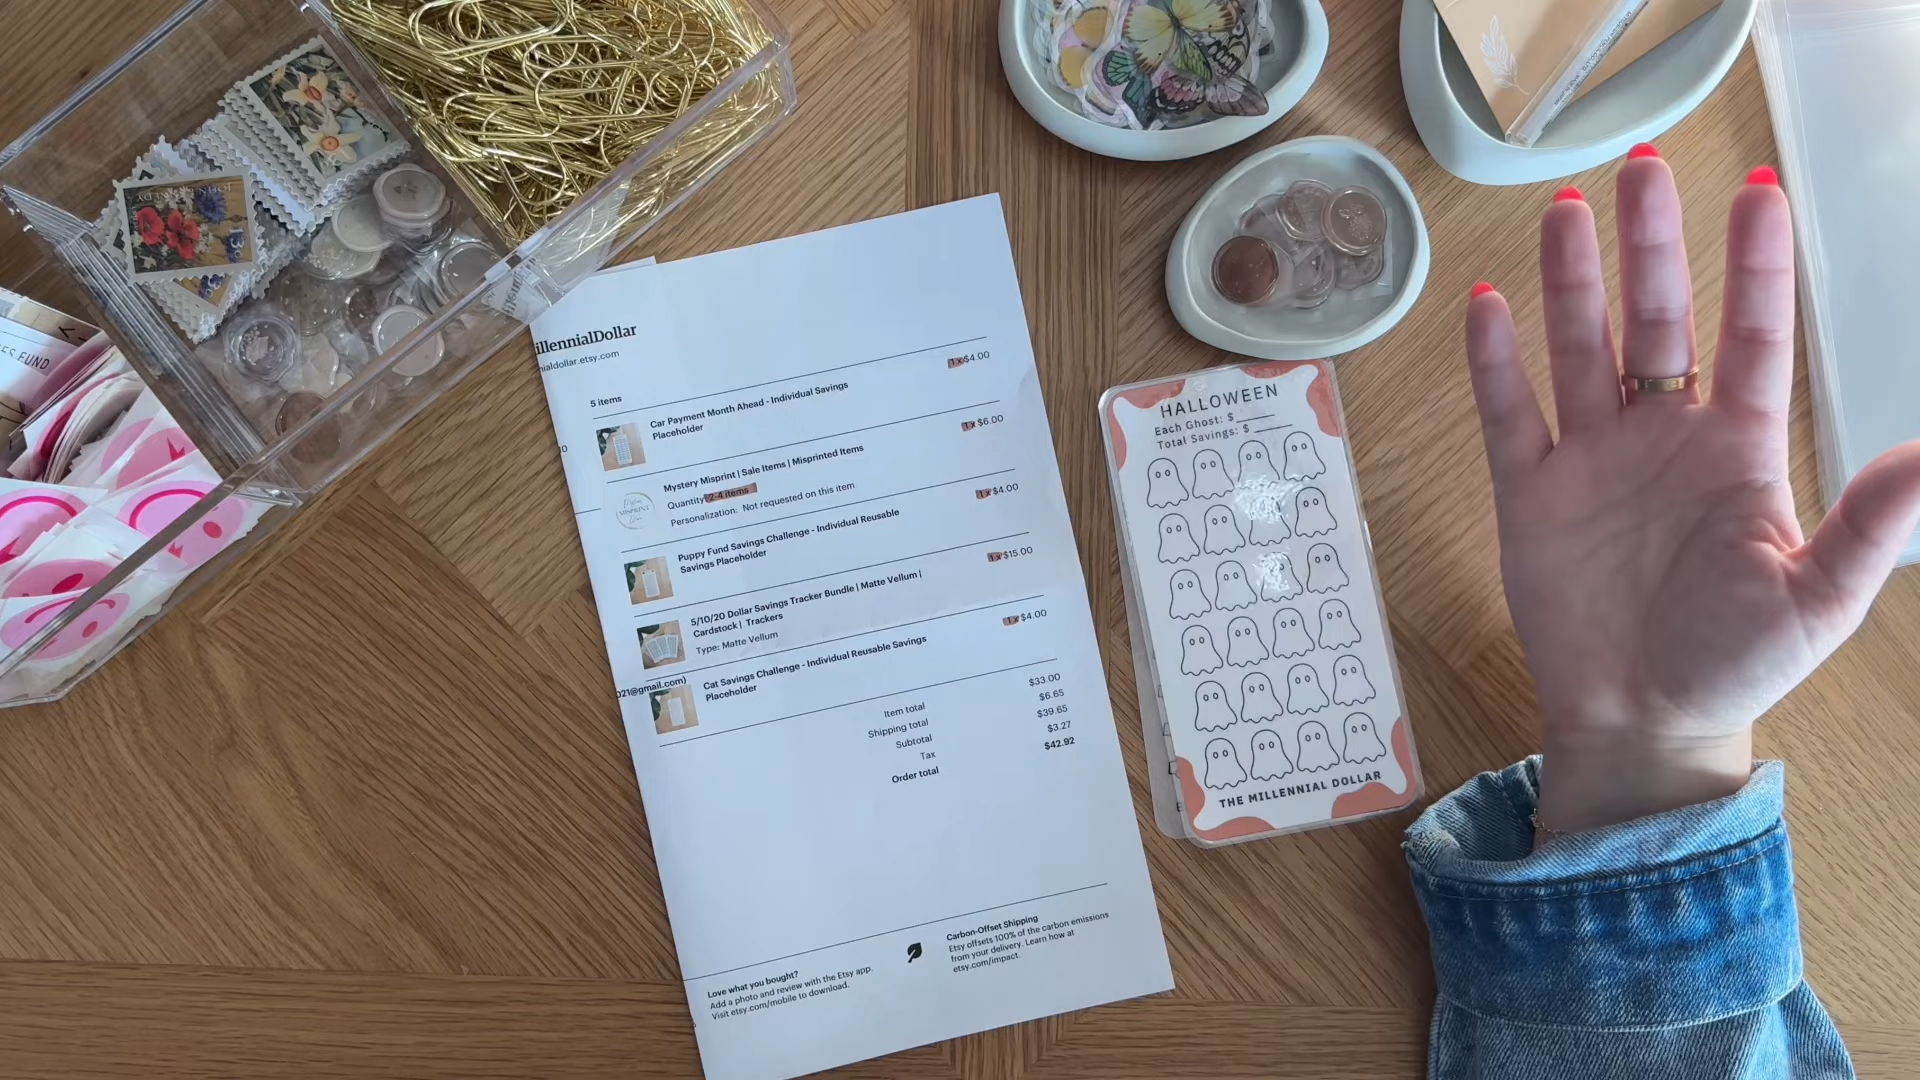 illennialDollar
nialdollar.etsy.com
5 items
Car Payment Month Ahead - Individual Savings
Placeholder
1 x $4.00
Mystery Misprint | Sale Items | Misprinted Items
Quantity: 2-4 items
Personalization: Not requested on this item
1 x $6.00
Puppy Fund Savings Challenge - Individual Reusable
Savings Placeholder
1 x $4.00
5/10/20 Dollar Savings Tracker Bundle | Matte Vellum |
Cardstock | Trackers
Type: Matte Vellum
1 x $15.00
021@gmail.com)
Cat Savings Challenge - Individual Reusable Savings
Placeholder
1 x $4.00
Item total $33.00
Shipping total $6.65
Subtotal $39.65
Tax $3.27
Order total $42.92
Love what you bought?
Add a photo and review with the Etsy app.
Visit etsy.com/mobile to download.
Carbon-Offset Shipping
Etsy offsets 100% of the carbon emissions
from your delivery. Learn how at
etsy.com/impact.
HALLOWEEN
Each Ghost: $
Total Savings: $
THE MILLENNIAL DOLLAR
FUND
13
MISPRINT